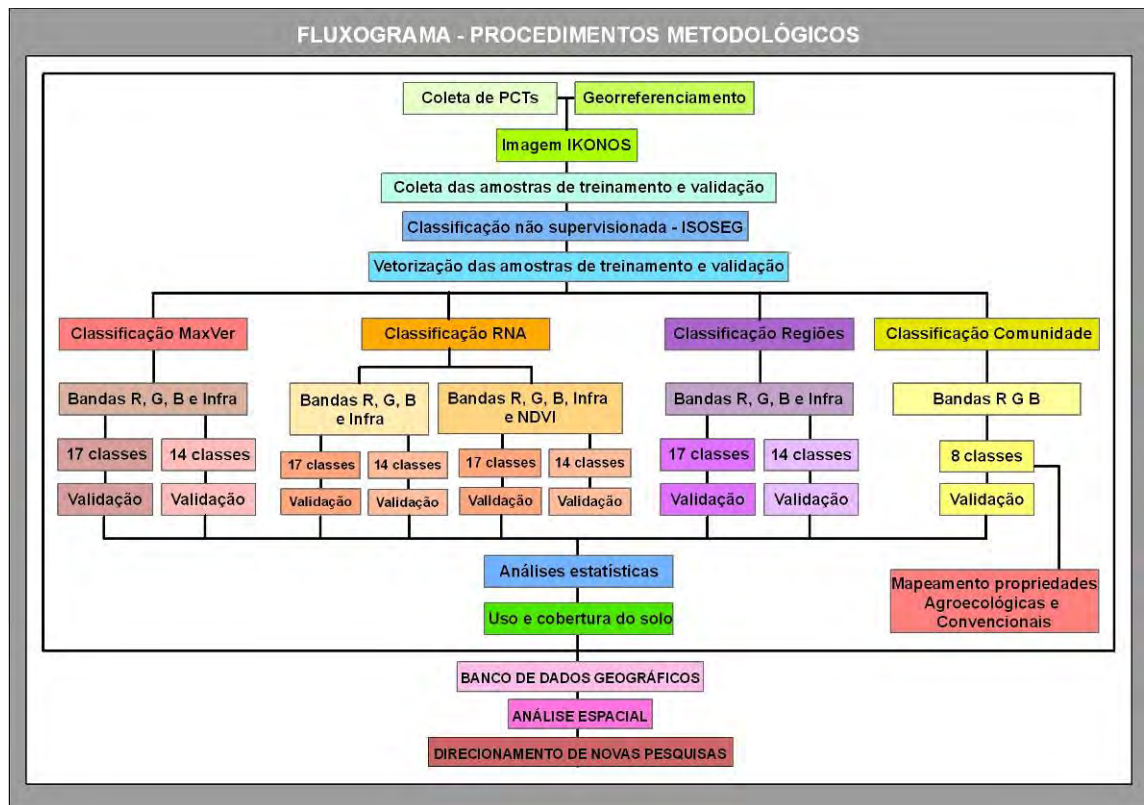 FLUXOGRAMA - PROCEDIMENTOS METODOLÓGICOS
Coleta de PCTs
Georreferenciamento
Imagem IKONOS
Coleta das amostras de treinamento e validação
Classificação não supervisionada - ISOSEG
Vetorização das amostras de treinamento e validação
Classificação MaxVer
Classificação RNA
Classificação Regiões
Classificação Comunidade
Bandas R, G, B e Infra
Bandas R, G, B
e Infra
Bandas R, G, B, Infra
e NDVI
Bandas R, G, B e Infra
Bandas R G B
17 classes
14 classes
17 classes
14 classes
17 classes
14 classes
17 classes
14 classes
8 classes
Validação
Validação
Validação
Validação
Validação
Validação
Validação
Validação
Validação
Análises estatísticas
Mapeamento propriedades
Agroecológicas e
Convencionais
Uso e cobertura do solo
BANCO DE DADOS GEOGRÁFICOS
ANÁLISE ESPACIAL
DIRECIONAMENTO DE NOVAS PESQUISAS